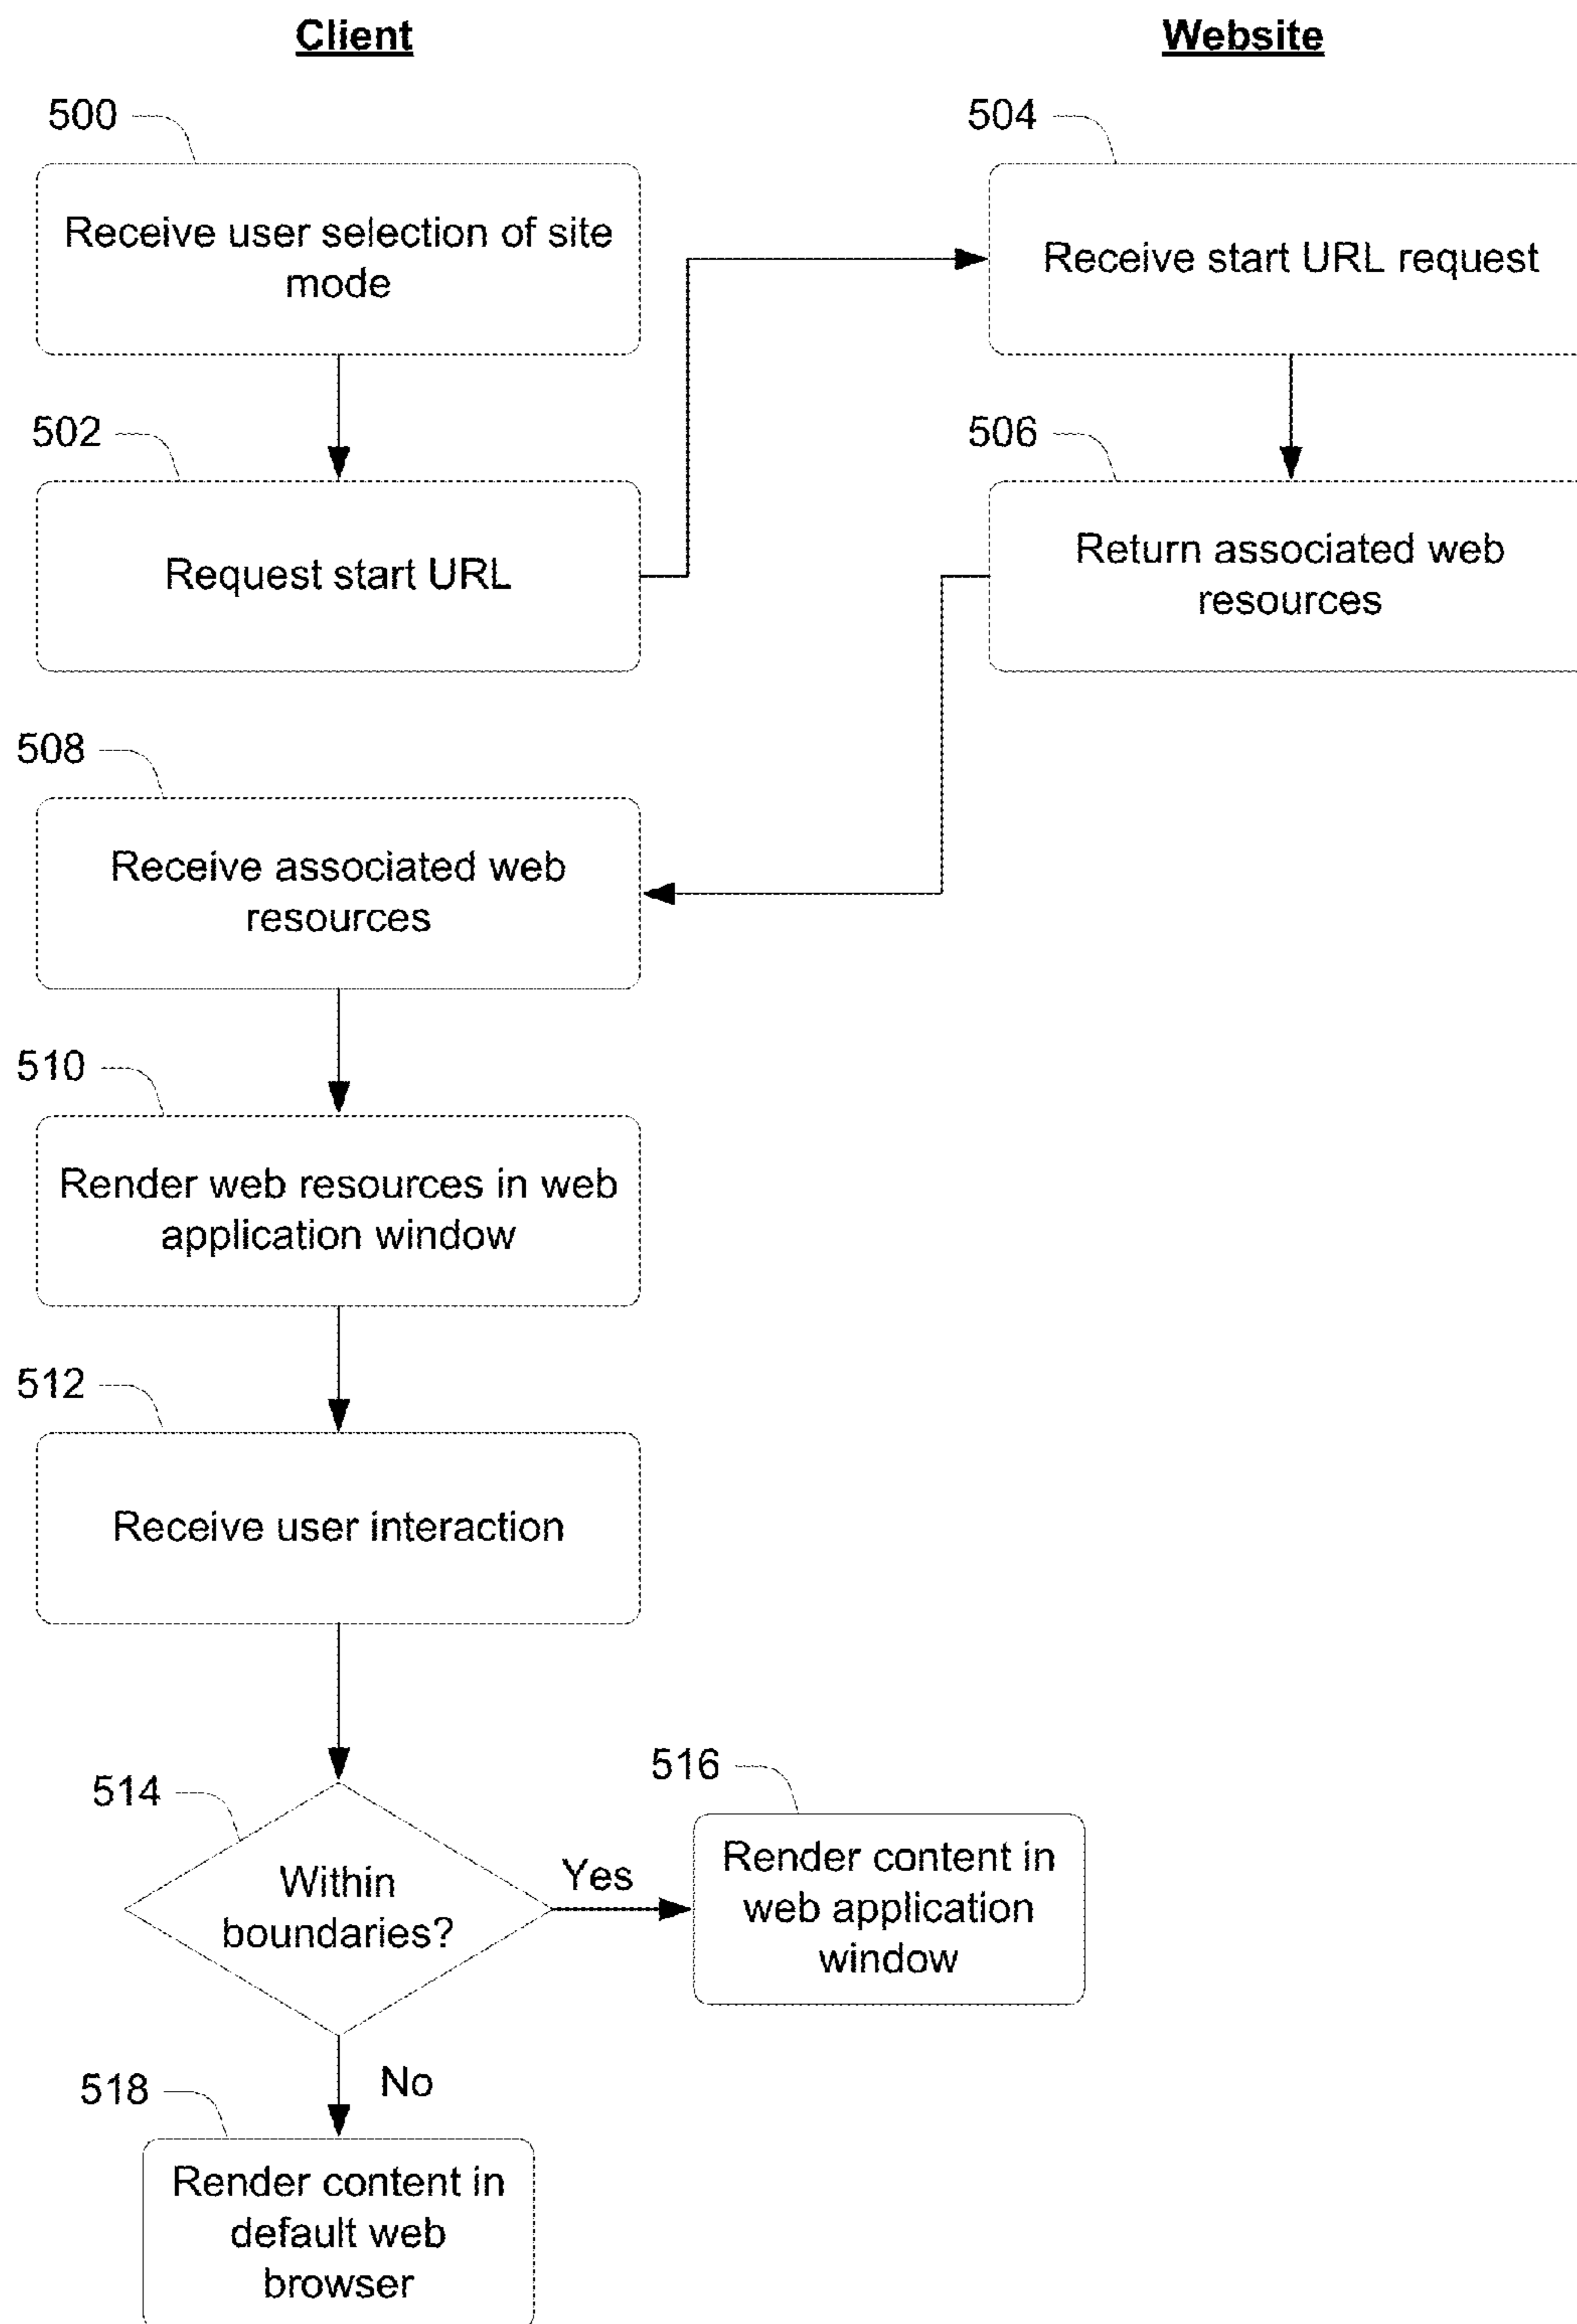 Client
Website
500
Receive user selection of site
mode
504
Receive start URL request
502
Request start URL
506
Return associated web
resources
508
Receive associated web
resources
510
Render web resources in web
application window
512
Receive user interaction
514
Within
boundaries?
Yes
516
Render content in
web application
window
No
518
Render content in
default web
browser